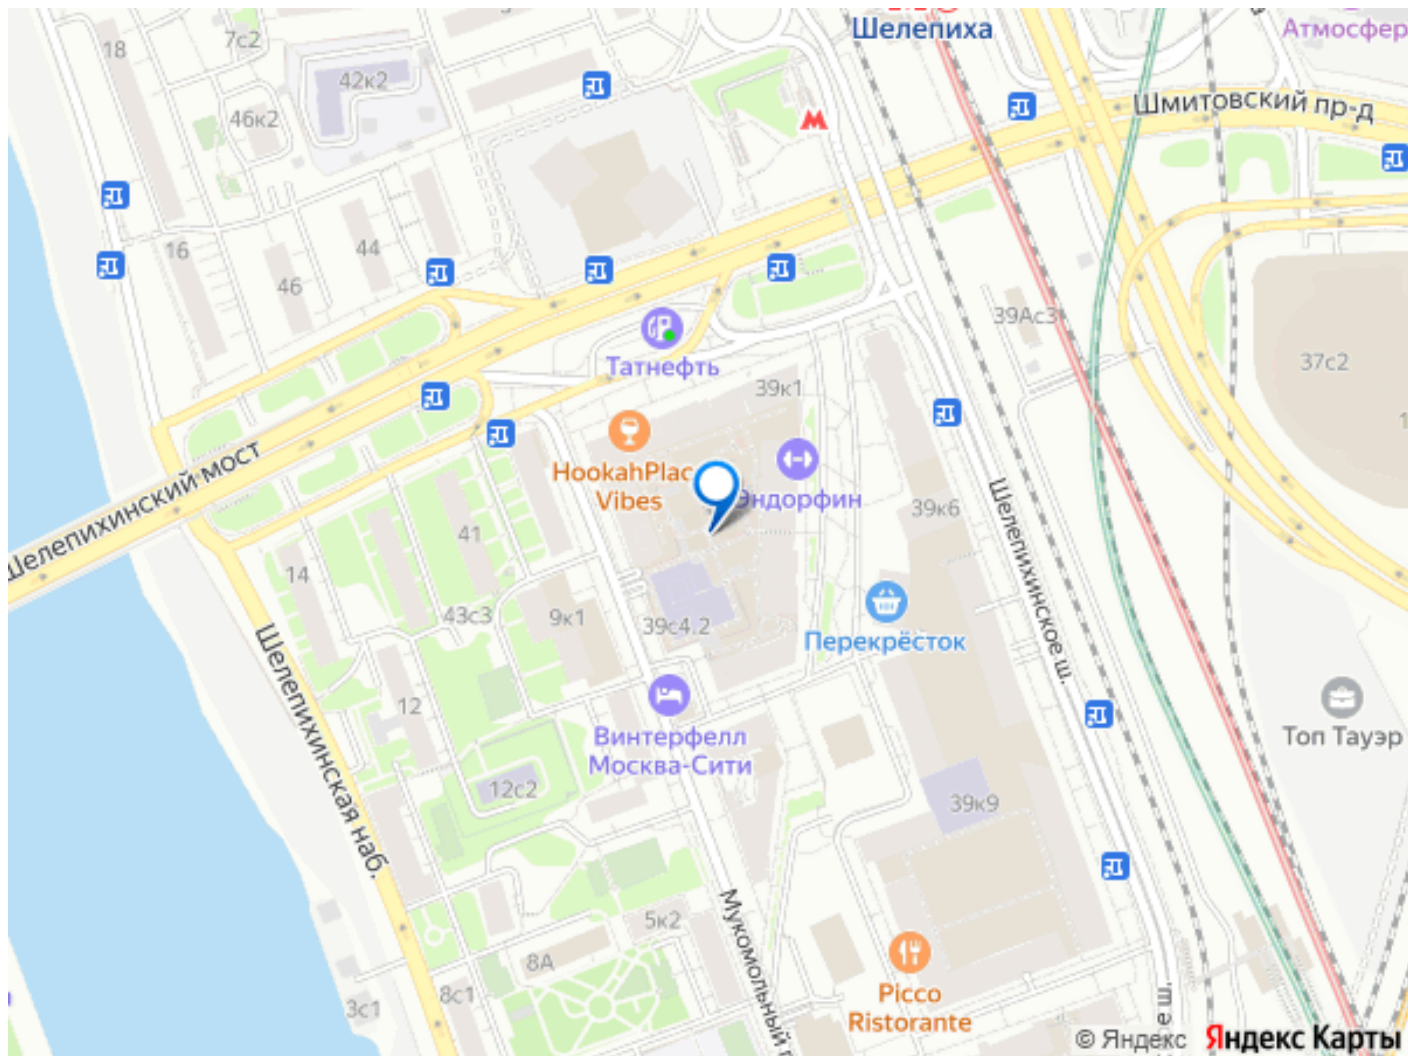 Шелепиха
Атмосфер
18
7с2
42к2
46к2
Шмитовский пр-д
16
44
46
39Ас3
Татнефть
37с2
39к1
HookahPlac
Vibes
Эндорфин
39к6
Шелепихинский мост
41
14
43с3
9к1
39с4.2
Перекрёсток
Шелепихинское ш.
Шелепихинская наб.
12
Винтерфелл
Москва-Сити
Топ Тауэр
12с2
39к9
Мукомольный п
5к2
8А
8с1
3с1
Picco
Ristorante
е ш.
© Яндекс Яндекс Карты